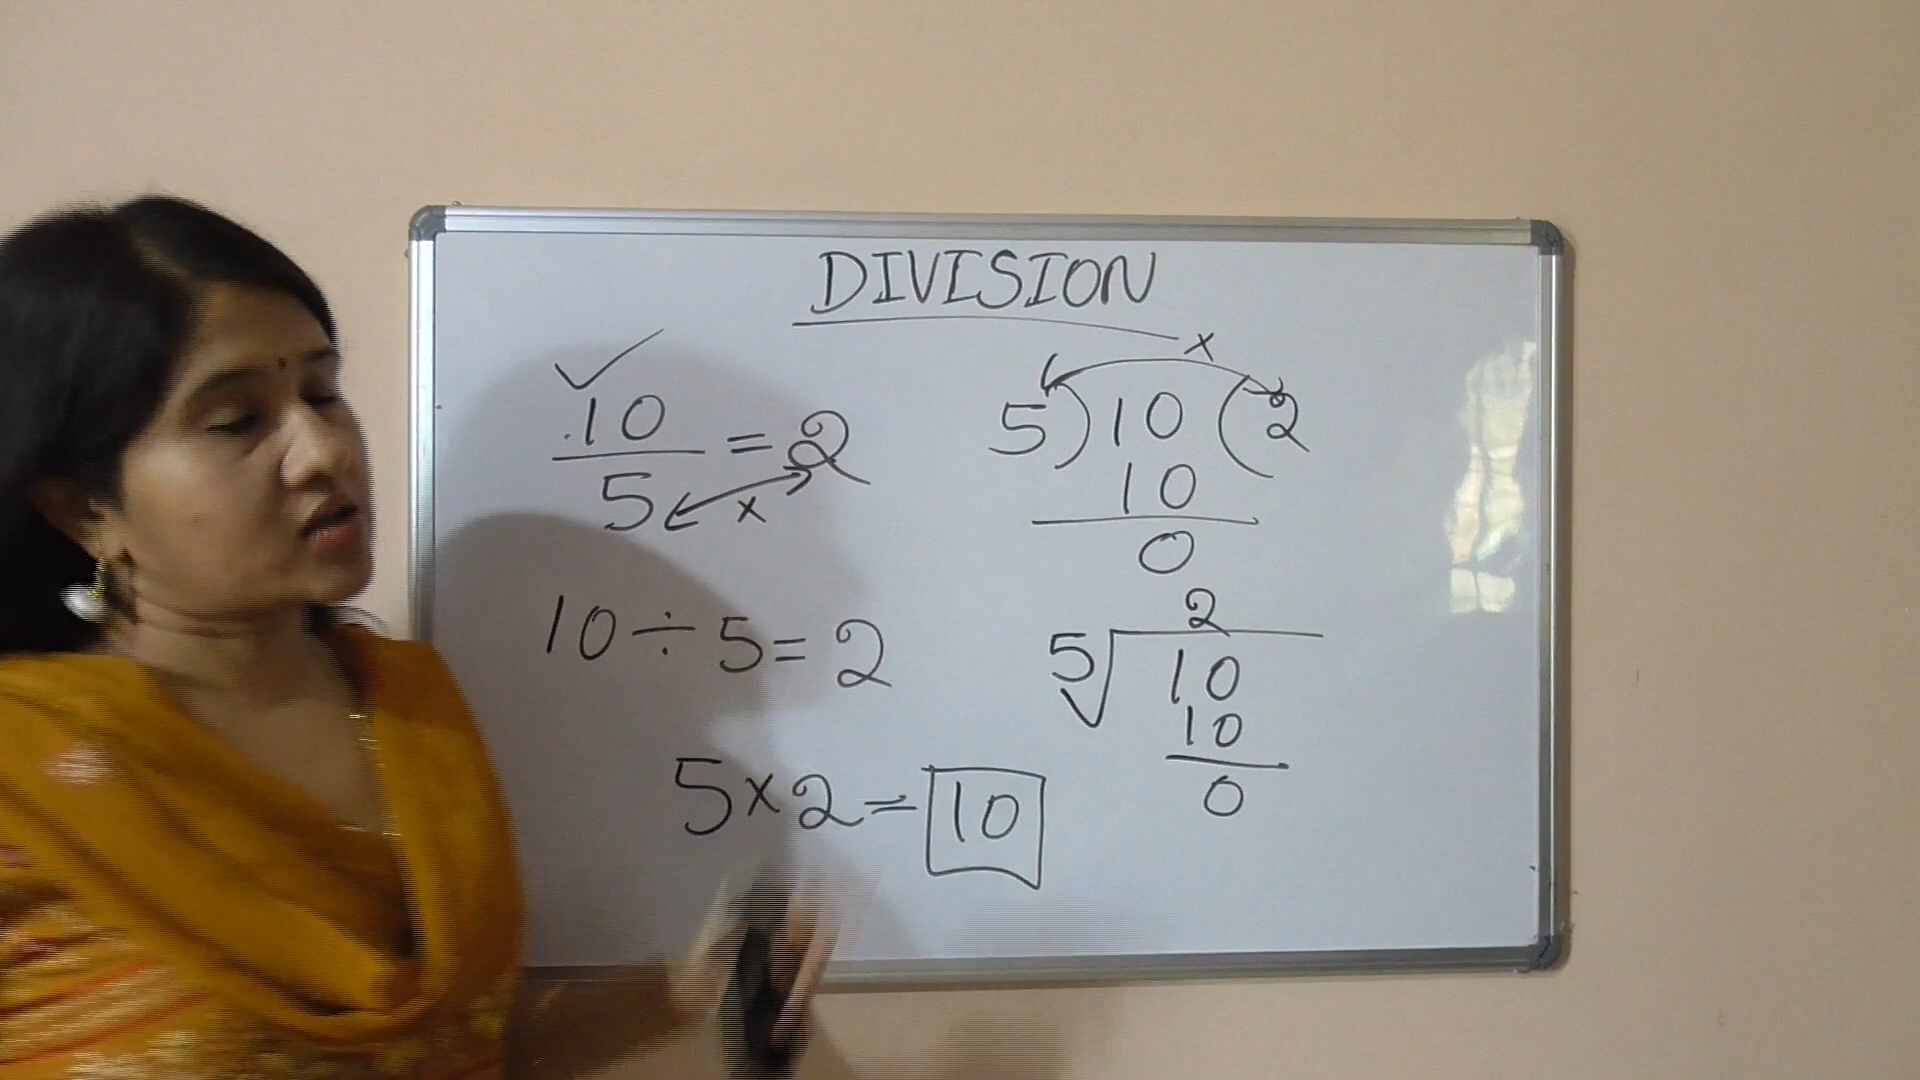 DIVISION
✓
10
— = 2
5 ↔ x
10 ÷ 5 = 2
5 × 2 = 10
x
5) 10 (2
10
0
2
5√10
10
0